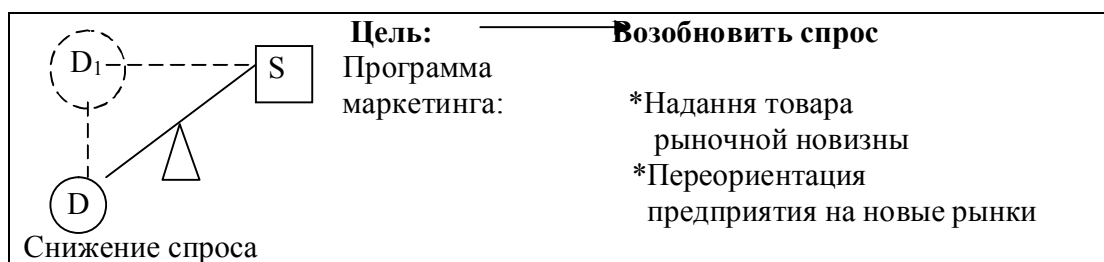 Цель: Возобновить спрос
D1 S Программа
маркетинга: *Надання товара
рыночной новизны
*Переориентация
D предприятия на новые рынки
Снижение спроса